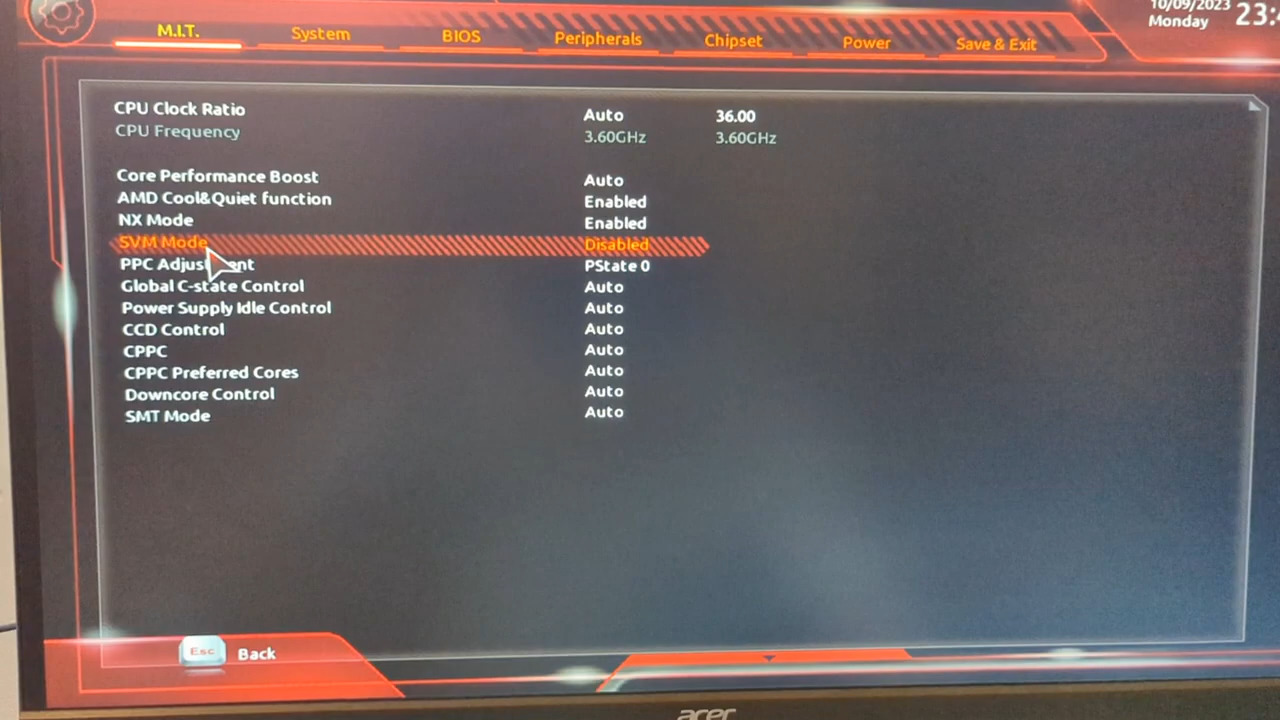 10/09/2023
Monday
M.I.T.
System
BIOS
Peripherals
Chipset
Power
Save & Exit
CPU Clock Ratio Auto 36.00
CPU Frequency 3.60GHz 3.60GHz
Core Performance Boost Auto
AMD Cool&Quiet function Enabled
NX Mode Enabled
SVM Mode Disabled
PPC Adjustment PState 0
Global C-state Control Auto
Power Supply Idle Control Auto
CCD Control Auto
CPPC Auto
CPPC Preferred Cores Auto
Downcore Control Auto
SMT Mode Auto
Esc Back
acer